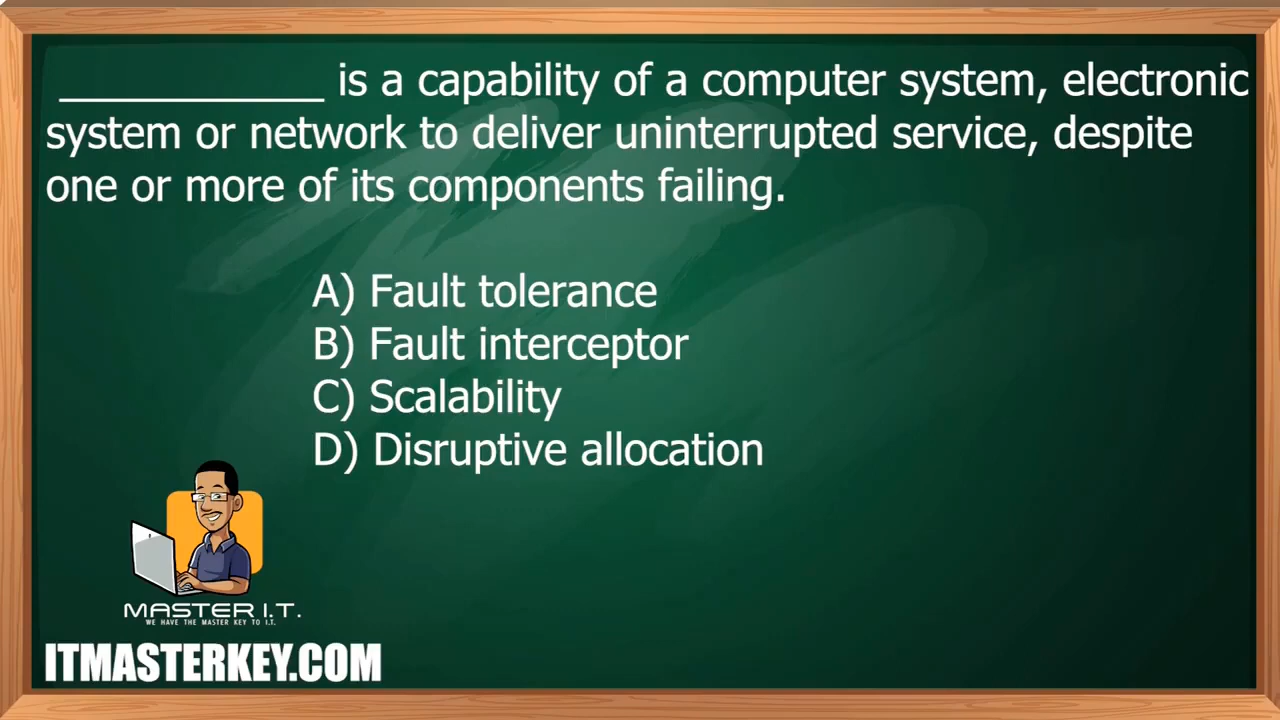 ____________ is a capability of a computer system, electronic
system or network to deliver uninterrupted service, despite
one or more of its components failing.
A) Fault tolerance
B) Fault interceptor
C) Scalability
D) Disruptive allocation
MASTER I.T.
WE HAVE THE MASTER KEY TO I.T.
ITMASTERKEY.COM